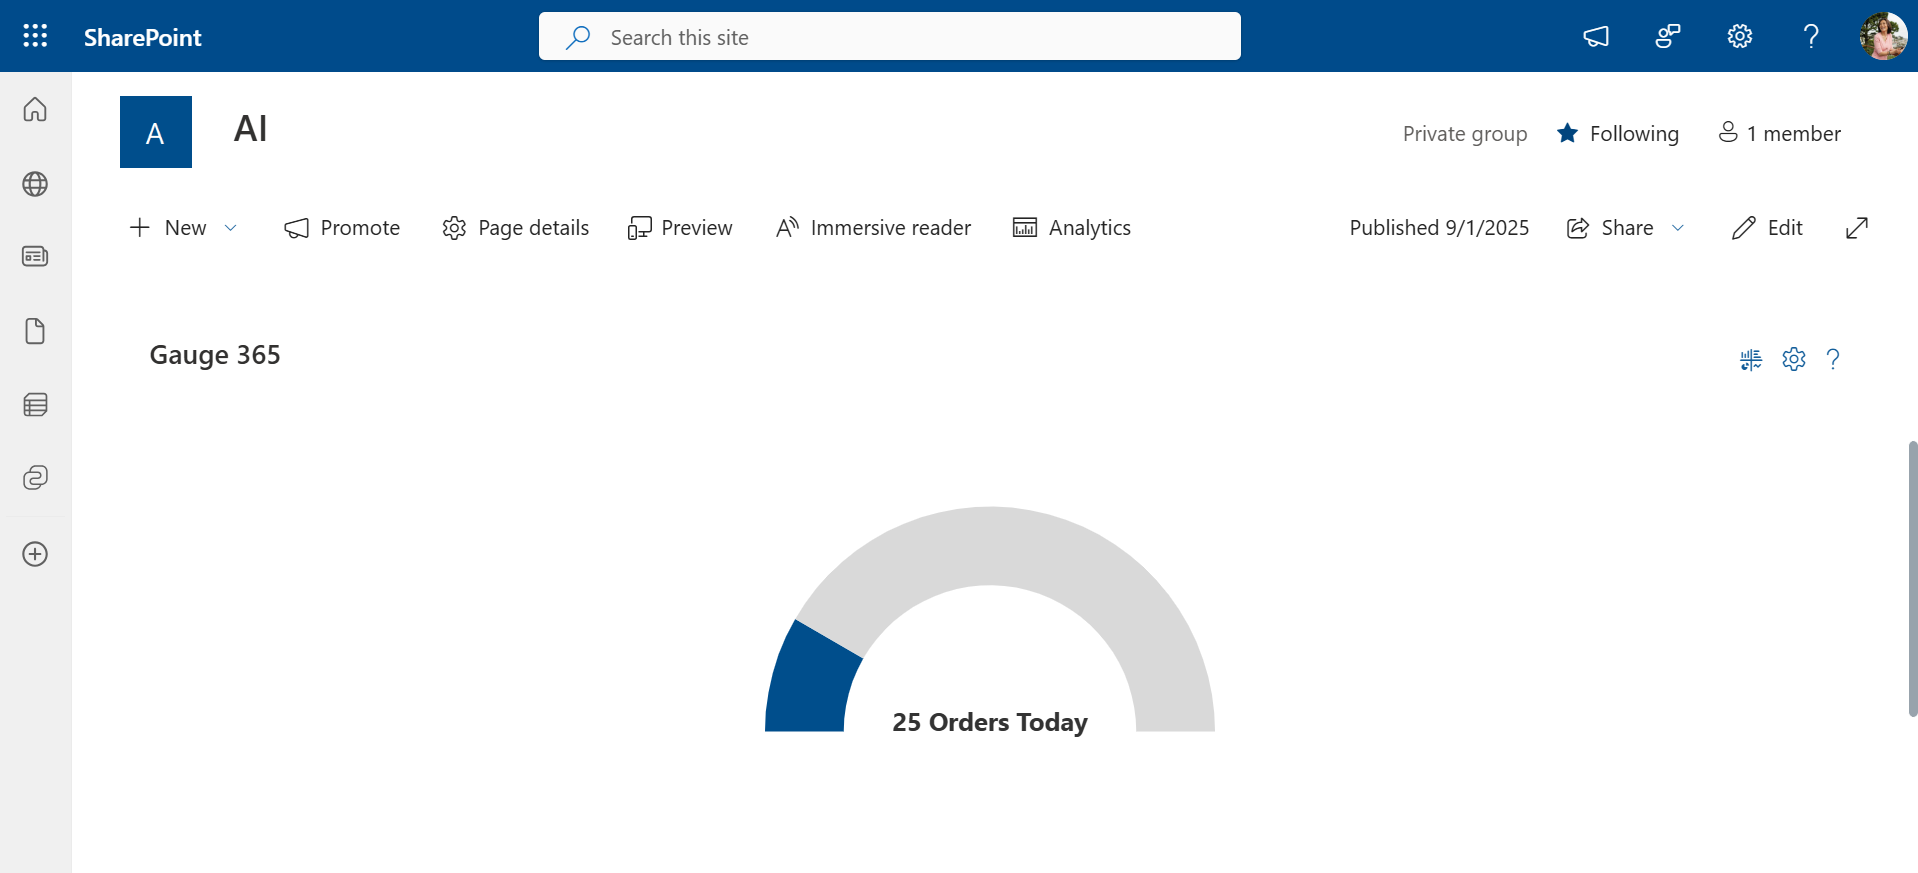 SharePoint
Search this site
A
AI
Private group
Following
1 member
New
Promote
Page details
Preview
Immersive reader
Analytics
Published 9/1/2025
Share
Edit
Gauge 365
25 Orders Today